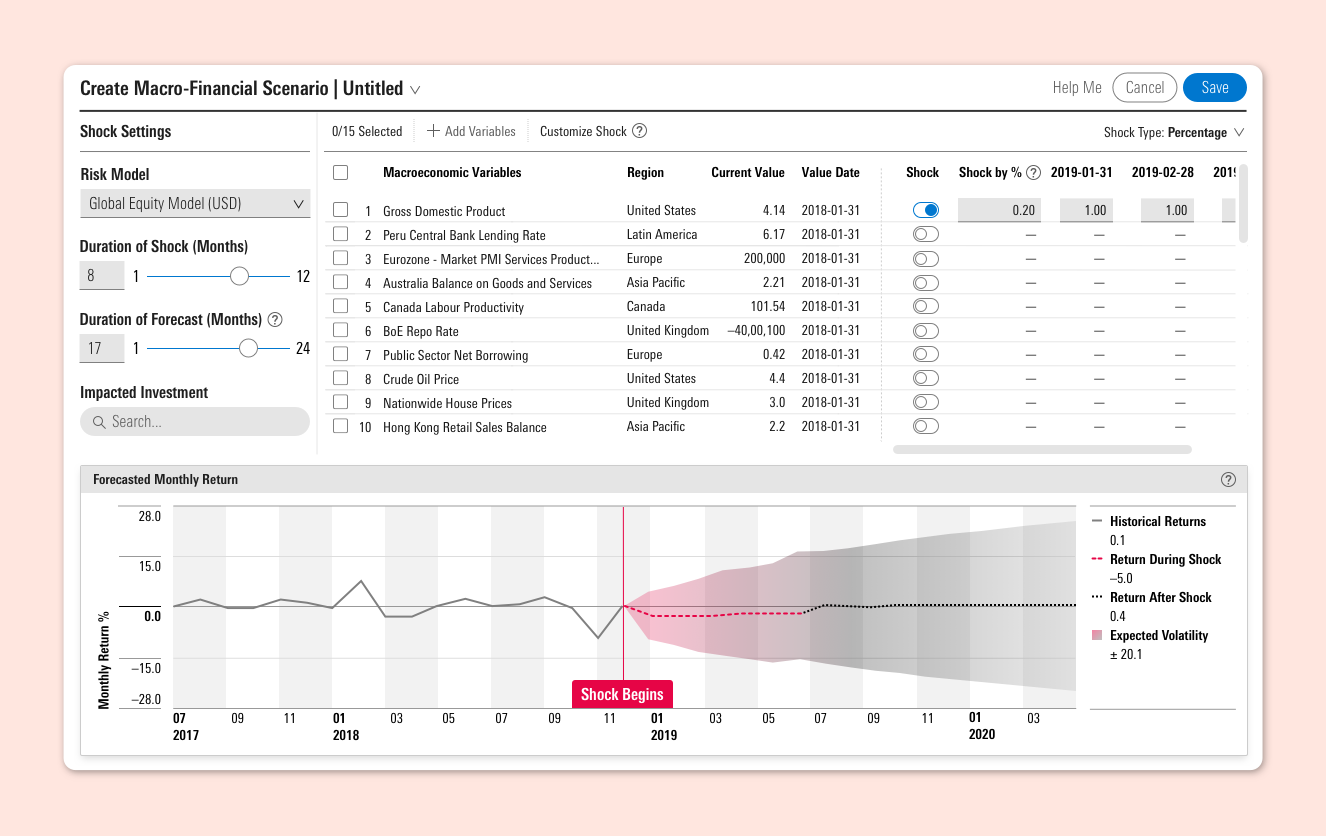 Create Macro-Financial Scenario | Untitled
Help Me
Cancel
Save
Shock Settings
0/15 Selected
Add Variables
Customize Shock ?
Shock Type: Percentage
Risk Model
Global Equity Model (USD)
Duration of Shock (Months)
8 1 12
Duration of Forecast (Months) ?
17 1 24
Impacted Investment
Search...
Macroeconomic Variables Region Current Value Value Date Shock Shock by % ? 2019-01-31 2019-02-28
1 Gross Domestic Product United States 4.14 2018-01-31 0.20 1.00 1.00
2 Peru Central Bank Lending Rate Latin America 6.17 2018-01-31 — — —
3 Eurozone - Market PMI Services Product... Europe 200,000 2018-01-31 — — —
4 Australia Balance on Goods and Services Asia Pacific 2.21 2018-01-31 — — —
5 Canada Labour Productivity Canada 101.54 2018-01-31 — — —
6 BoE Repo Rate United Kingdom –40,00,100 2018-01-31 — — —
7 Public Sector Net Borrowing Europe 0.42 2018-01-31 — — —
8 Crude Oil Price United States 4.4 2018-01-31 — — —
9 Nationwide House Prices United Kingdom 3.0 2018-01-31 — — —
10 Hong Kong Retail Sales Balance Asia Pacific 2.2 2018-01-31 — — —
Forecasted Monthly Return ?
Monthly Return %
28.0
15.0
0.0
–15.0
–28.0
Shock Begins
07 09 11 01 03 05 07 09 11 01 03 05 07 09 11 01 03
2017 2018 2019 2020
Historical Returns
0.1
Return During Shock
–5.0
Return After Shock
0.4
Expected Volatility
± 20.1